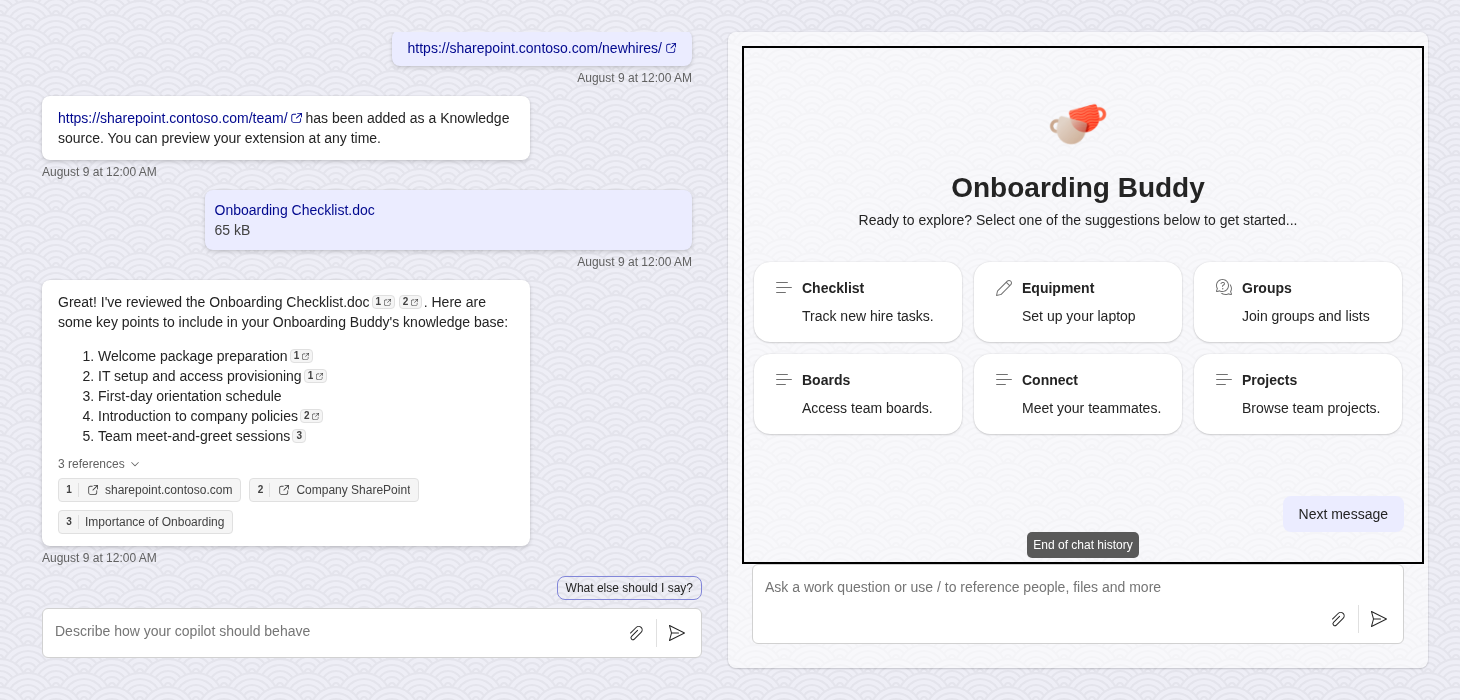 https://sharepoint.contoso.com/newhires/
August 9 at 12:00 AM
https://sharepoint.contoso.com/team/ has been added as a Knowledge
source. You can preview your extension at any time.
August 9 at 12:00 AM
Onboarding Checklist.doc
65 kB
August 9 at 12:00 AM
Great! I've reviewed the Onboarding Checklist.doc 1 2 . Here are
some key points to include in your Onboarding Buddy's knowledge base:
1. Welcome package preparation 1
2. IT setup and access provisioning 1
3. First-day orientation schedule
4. Introduction to company policies 2
5. Team meet-and-greet sessions 3
3 references
1 sharepoint.contoso.com 2 Company SharePoint
3 Importance of Onboarding
August 9 at 12:00 AM
What else should I say?
Describe how your copilot should behave
Onboarding Buddy
Ready to explore? Select one of the suggestions below to get started...
Checklist
Track new hire tasks.
Equipment
Set up your laptop
Groups
Join groups and lists
Boards
Access team boards.
Connect
Meet your teammates.
Projects
Browse team projects.
Next message
End of chat history
Ask a work question or use / to reference people, files and more